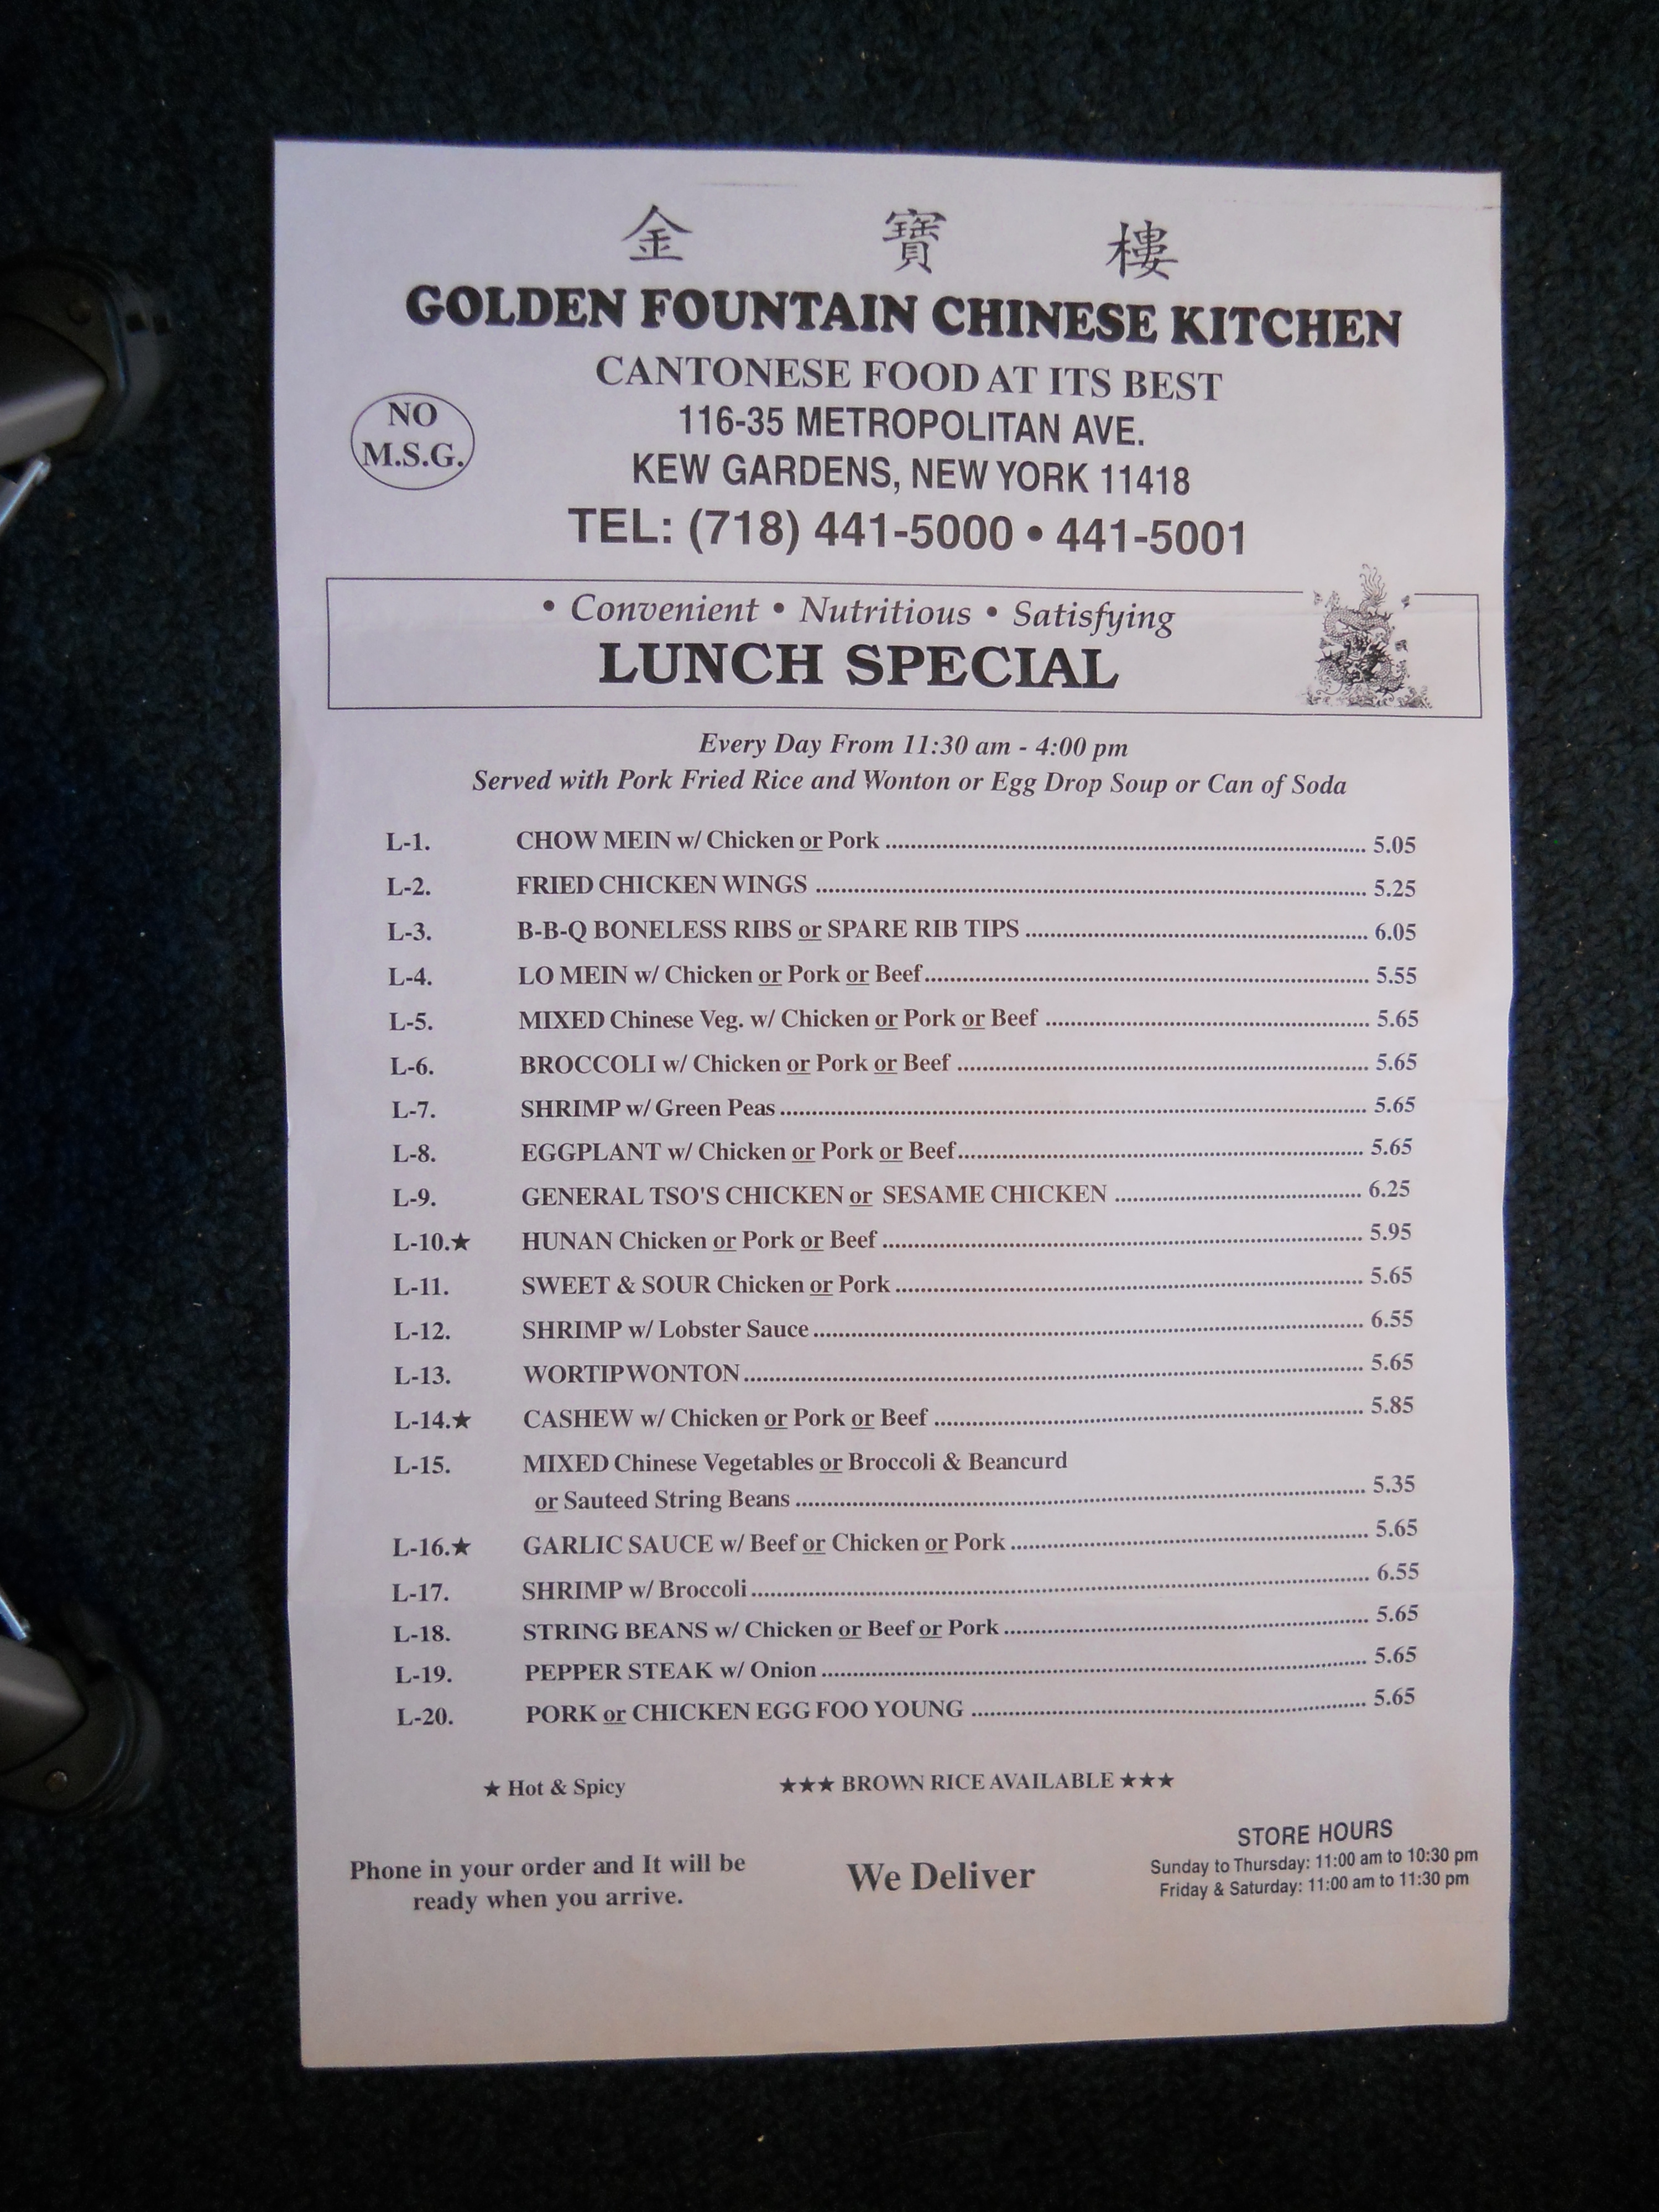 金 寶 樓
GOLDEN FOUNTAIN CHINESE KITCHEN
CANTONESE FOOD AT ITS BEST
NO
M.S.G.
116-35 METROPOLITAN AVE.
KEW GARDENS, NEW YORK 11418
TEL: (718) 441-5000 • 441-5001
• Convenient • Nutritious • Satisfying
LUNCH SPECIAL
Every Day From 11:30 am - 4:00 pm
Served with Pork Fried Rice and Wonton or Egg Drop Soup or Can of Soda
L-1. CHOW MEIN w/ Chicken or Pork 5.05
L-2. FRIED CHICKEN WINGS 5.25
L-3. B-B-Q BONELESS RIBS or SPARE RIB TIPS 6.05
L-4. LO MEIN w/ Chicken or Pork or Beef 5.55
L-5. MIXED Chinese Veg. w/ Chicken or Pork or Beef 5.65
L-6. BROCCOLI w/ Chicken or Pork or Beef 5.65
L-7. SHRIMP w/ Green Peas 5.65
L-8. EGGPLANT w/ Chicken or Pork or Beef 5.65
L-9. GENERAL TSO'S CHICKEN or SESAME CHICKEN 6.25
L-10.★ HUNAN Chicken or Pork or Beef 5.95
L-11. SWEET & SOUR Chicken or Pork 5.65
L-12. SHRIMP w/ Lobster Sauce 6.55
L-13. WORTIPWONTON 5.65
L-14.★ CASHEW w/ Chicken or Pork or Beef 5.85
L-15. MIXED Chinese Vegetables or Broccoli & Beancurd
or Sauteed String Beans 5.35
L-16.★ GARLIC SAUCE w/ Beef or Chicken or Pork 5.65
L-17. SHRIMP w/ Broccoli 6.55
L-18. STRING BEANS w/ Chicken or Beef or Pork 5.65
L-19. PEPPER STEAK w/ Onion 5.65
L-20. PORK or CHICKEN EGG FOO YOUNG 5.65
★ Hot & Spicy
★★★ BROWN RICE AVAILABLE ★★★
Phone in your order and It will be
ready when you arrive.
We Deliver
STORE HOURS
Sunday to Thursday: 11:00 am to 10:30 pm
Friday & Saturday: 11:00 am to 11:30 pm